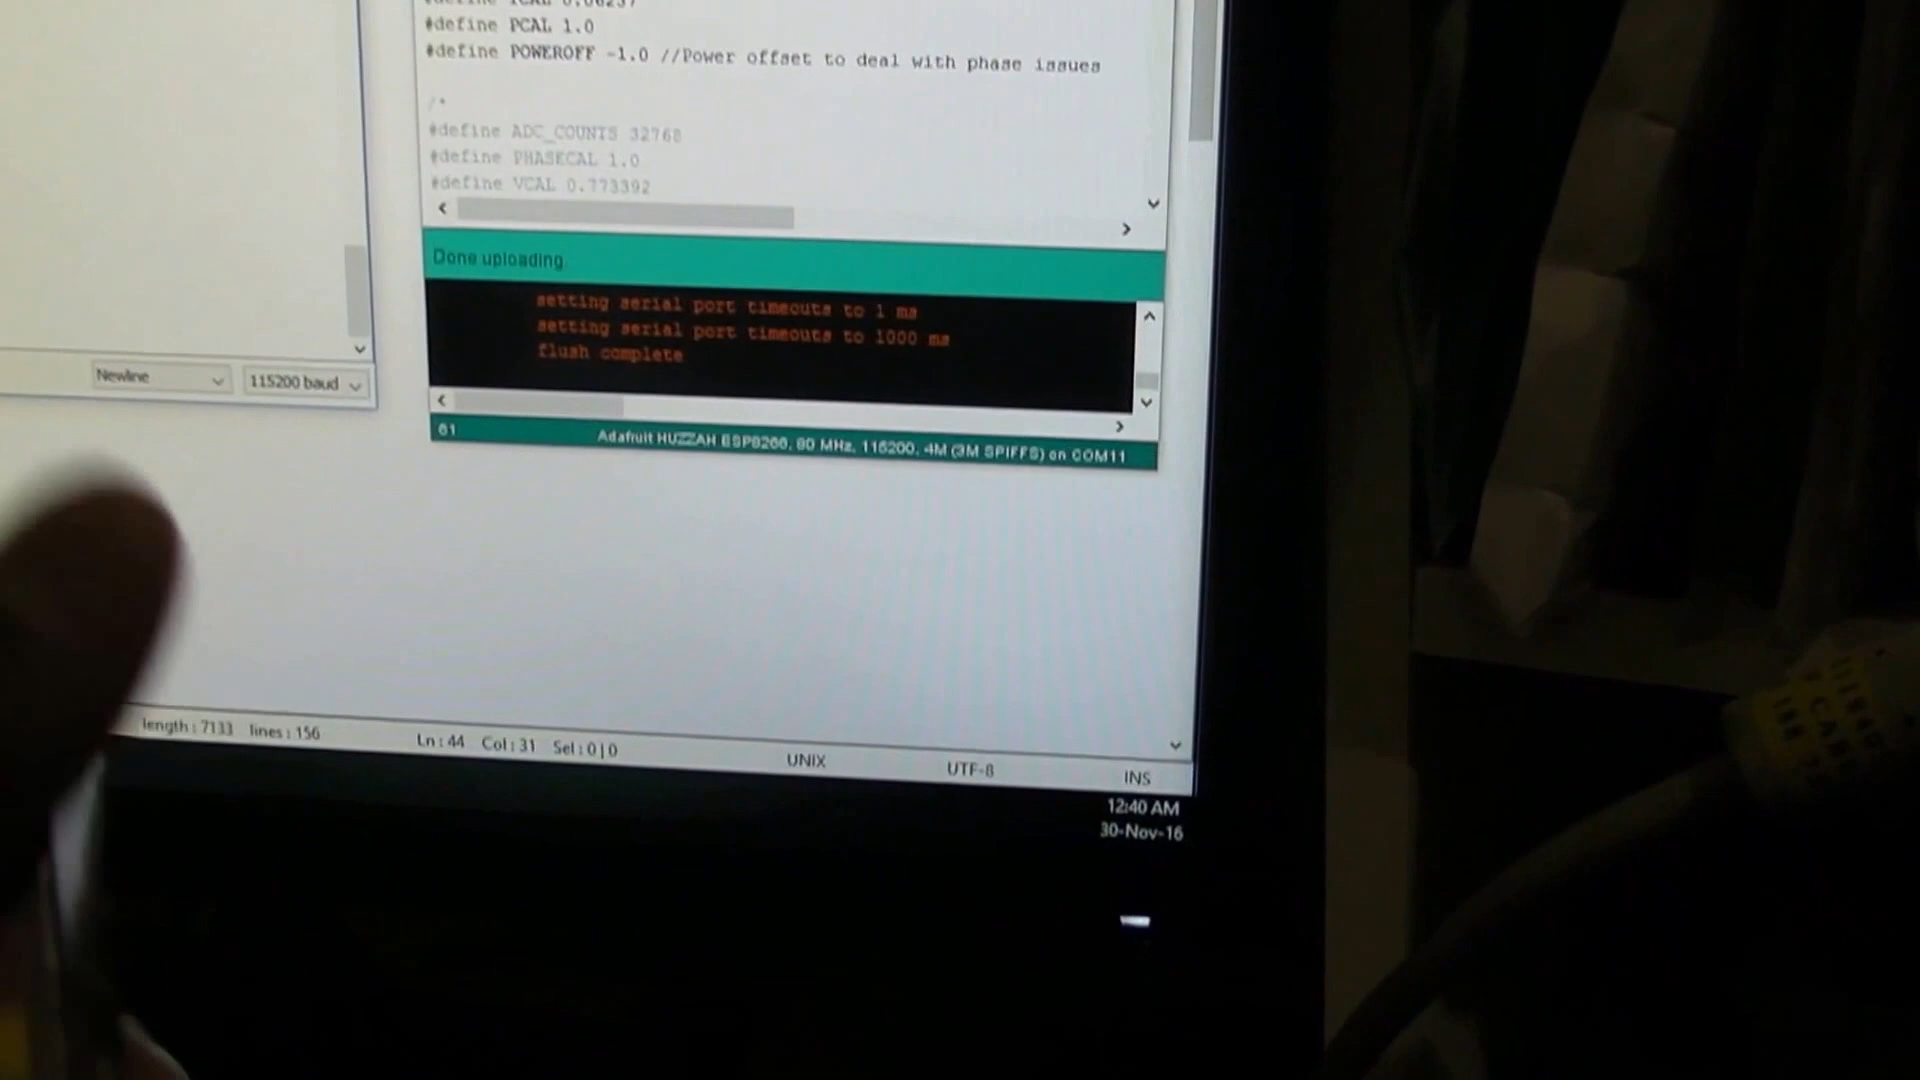 #define PCAL 1.0
#define POWEROFF -1.0 //Power offset to deal with phase issues
/*
#define ADC_COUNTS 32768
#define PHASECAL 1.0
#define VCAL 0.773392
Done uploading.
setting serial port timeouts to 1 ms
setting serial port timeouts to 1000 ms
flush complete
Newline
115200 baud
61
Adafruit HUZZAH ESP8266, 80 MHz, 115200, 4M (3M SPIFFS) on COM11
length : 7133 lines : 156
Ln : 44 Col : 31 Sel : 0 | 0
UNIX
UTF-8
INS
12:40 AM
30-Nov-16